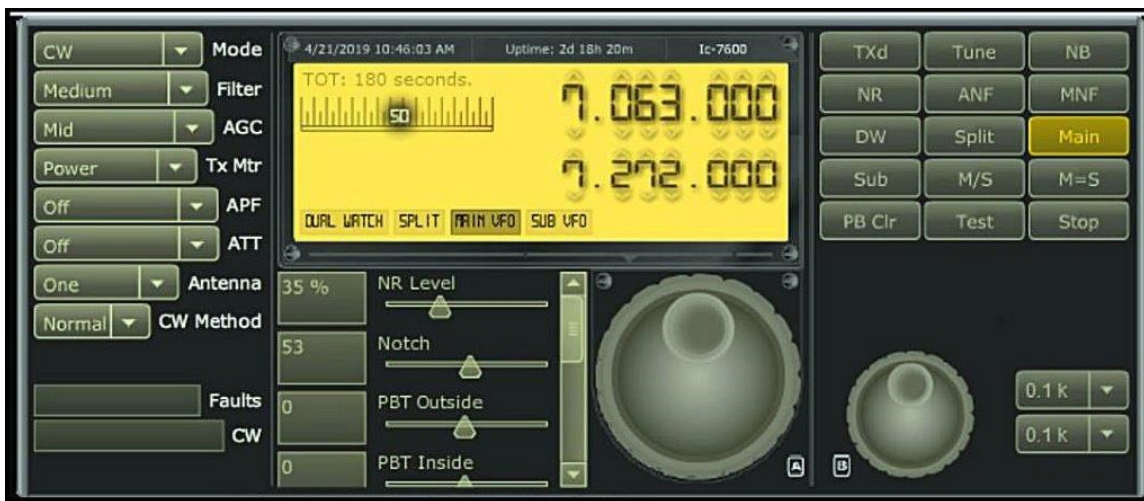 CW Mode
Medium Filter
Mid AGC
Power Tx Mtr
Off APF
Off ATT
One Antenna
Normal CW Method
Faults
CW
4/21/2019 10:46:03 AM Uptime: 2d 18h 20m Ic-7600
TOT: 180 seconds.
50
7.063.000
7.272.000
DUAL WATCH SPLIT MAIN VFO SUB VFO
35 % NR Level
53 Notch
0 PBT Outside
0 PBT Inside
A
TXd Tune NB
NR ANF MNF
DW Split Main
Sub M/S M=S
PB Clr Test Stop
B
0.1 k
0.1 k